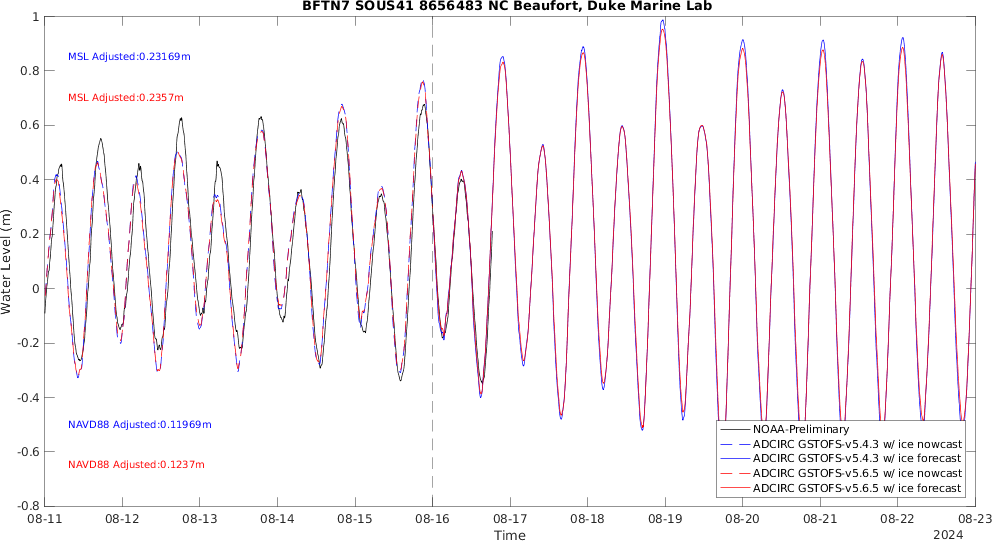 BFTN7 SOUS41 8656483 NC Beaufort, Duke Marine Lab
1
0.8
0.6
0.4
0.2
0
-0.2
-0.4
-0.6
-0.8
Water Level (m)
MSL Adjusted:0.23169m
MSL Adjusted:0.2357m
NAVD88 Adjusted:0.11969m
NAVD88 Adjusted:0.1237m
NOAA-Preliminary
ADCIRC GSTOFS-v5.4.3 w/ ice nowcast
ADCIRC GSTOFS-v5.4.3 w/ ice forecast
ADCIRC GSTOFS-v5.6.5 w/ ice nowcast
ADCIRC GSTOFS-v5.6.5 w/ ice forecast
08-11 08-12 08-13 08-14 08-15 08-16 08-17 08-18 08-19 08-20 08-21 08-22 08-23
Time
2024